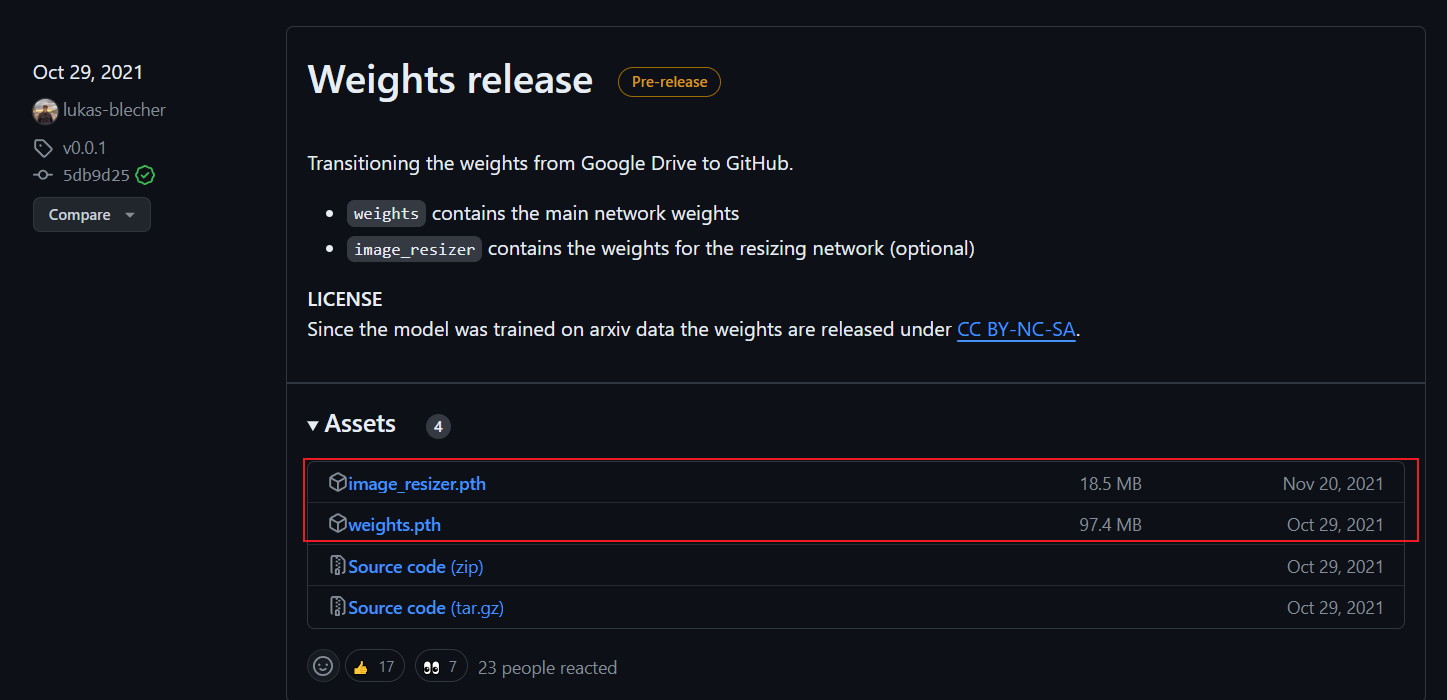 Oct 29, 2021
lukas-blecher
v0.0.1
5db9d25
Compare
Weights release
Pre-release
Transitioning the weights from Google Drive to GitHub.
weights contains the main network weights
image_resizer contains the weights for the resizing network (optional)
LICENSE
Since the model was trained on arxiv data the weights are released under CC BY-NC-SA.
Assets 4
image_resizer.pth 18.5 MB Nov 20, 2021
weights.pth 97.4 MB Oct 29, 2021
Source code (zip) Oct 29, 2021
Source code (tar.gz) Oct 29, 2021
👍 17 👀 7 23 people reacted